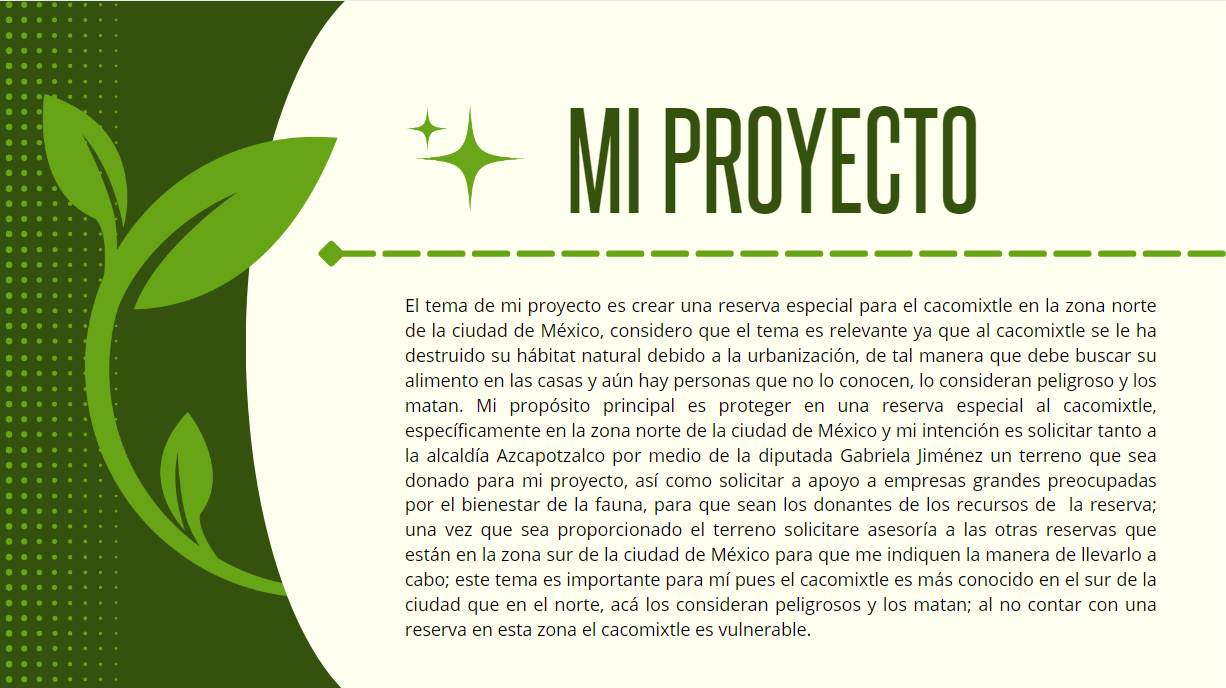 MI PROYECTO
El tema de mi proyecto es crear una reserva especial para el cacomixtle en la zona norte
de la ciudad de México, considero que el tema es relevante ya que al cacomixtle se le ha
destruido su hábitat natural debido a la urbanización, de tal manera que debe buscar su
alimento en las casas y aún hay personas que no lo conocen, lo consideran peligroso y los
matan. Mi propósito principal es proteger en una reserva especial al cacomixtle,
específicamente en la zona norte de la ciudad de México y mi intención es solicitar tanto a
la alcaldía Azcapotzalco por medio de la diputada Gabriela Jiménez un terreno que sea
donado para mi proyecto, así como solicitar a apoyo a empresas grandes preocupadas
por el bienestar de la fauna, para que sean los donantes de los recursos de  la reserva;
una vez que sea proporcionado el terreno solicitare asesoría a las otras reservas que
están en la zona sur de la ciudad de México para que me indiquen la manera de llevarlo a
cabo; este tema es importante para mí pues el cacomixtle es más conocido en el sur de la
ciudad que en el norte, acá los consideran peligrosos y los matan; al no contar con una
reserva en esta zona el cacomixtle es vulnerable.